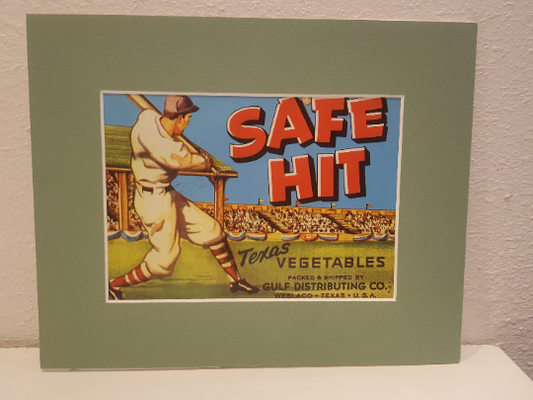 SAFE
HIT
Texas
VEGETABLES
PACKED & SHIPPED BY
GULF DISTRIBUTING CO.
WESLACO • TEXAS • U.S.A.